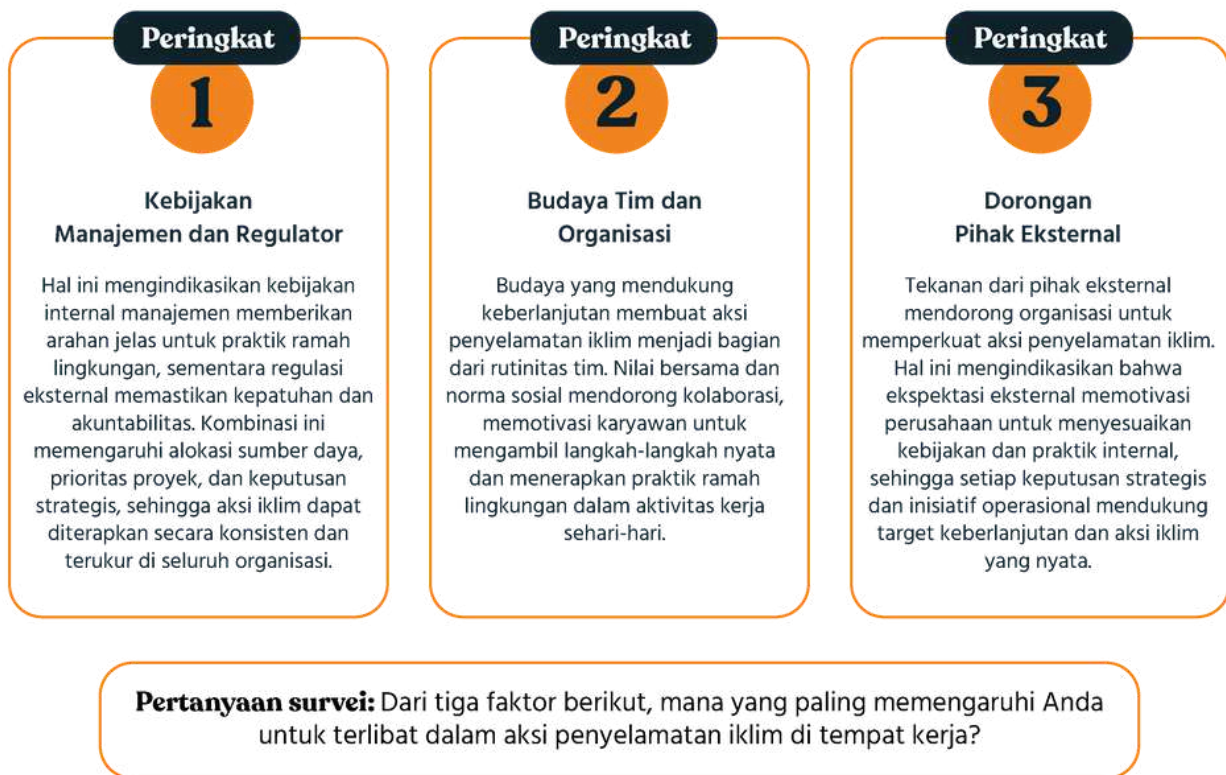 Peringkat
1
Kebijakan
Manajemen dan Regulator
Hal ini mengindikasikan kebijakan
internal manajemen memberikan
arahan jelas untuk praktik ramah
lingkungan, sementara regulasi
eksternal memastikan kepatuhan dan
akuntabilitas. Kombinasi ini
memengaruhi alokasi sumber daya,
prioritas proyek, dan keputusan
strategis, sehingga aksi iklim dapat
diterapkan secara konsisten dan
terukur di seluruh organisasi.
Peringkat
2
Budaya Tim dan
Organisasi
Budaya yang mendukung
keberlanjutan membuat aksi
penyelamatan iklim menjadi bagian
dari rutinitas tim. Nilai bersama dan
norma sosial mendorong kolaborasi,
memotivasi karyawan untuk
mengambil langkah-langkah nyata
dan menerapkan praktik ramah
lingkungan dalam aktivitas kerja
sehari-hari.
Peringkat
3
Dorongan
Pihak Eksternal
Tekanan dari pihak eksternal
mendorong organisasi untuk
memperkuat aksi penyelamatan iklim.
Hal ini mengindikasikan bahwa
ekspektasi eksternal memotivasi
perusahaan untuk menyesuaikan
kebijakan dan praktik internal,
sehingga setiap keputusan strategis
dan inisiatif operasional mendukung
target keberlanjutan dan aksi iklim
yang nyata.
Pertanyaan survei: Dari tiga faktor berikut, mana yang paling memengaruhi Anda
untuk terlibat dalam aksi penyelamatan iklim di tempat kerja?